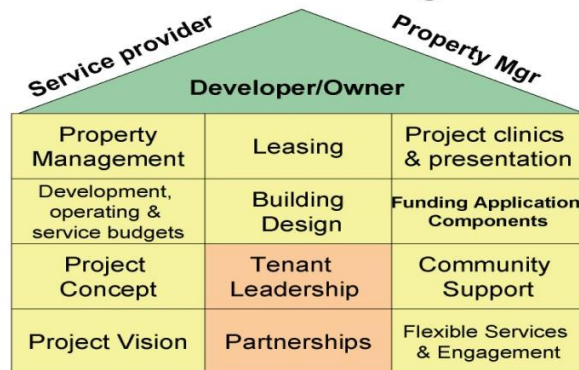 Service provider
Property Mgr
Developer/Owner
Property
Management
Leasing
Project clinics
& presentation
Development,
operating &
service budgets
Building
Design
Funding Application
Components
Project
Concept
Tenant
Leadership
Community
Support
Project Vision
Partnerships
Flexible Services
& Engagement